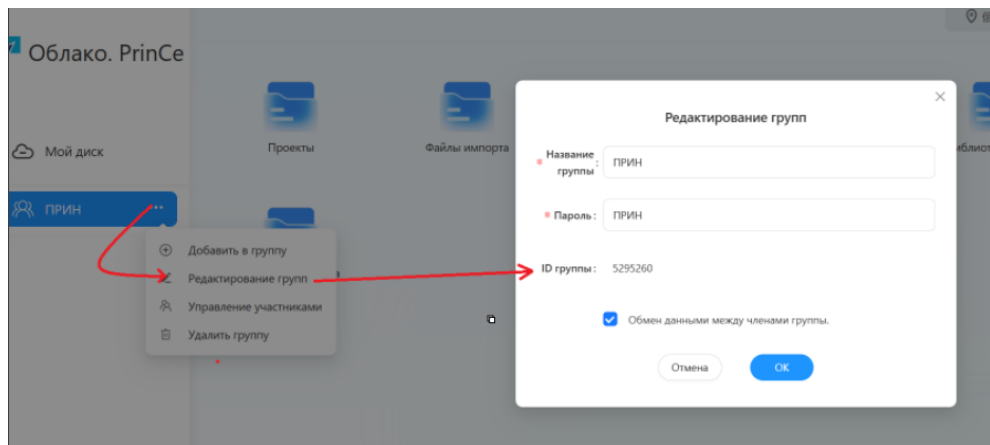 Облако. PrinCe
Мой диск
ПРИН ...
Добавить в группу
Редактирование групп
Управление участниками
Удалить группу
Проекты
Файлы импорта
Редактирование групп
Название группы :
ПРИН
Пароль :
ПРИН
ID группы :
5295260
Обмен данными между членами группы.
Отмена
ОК